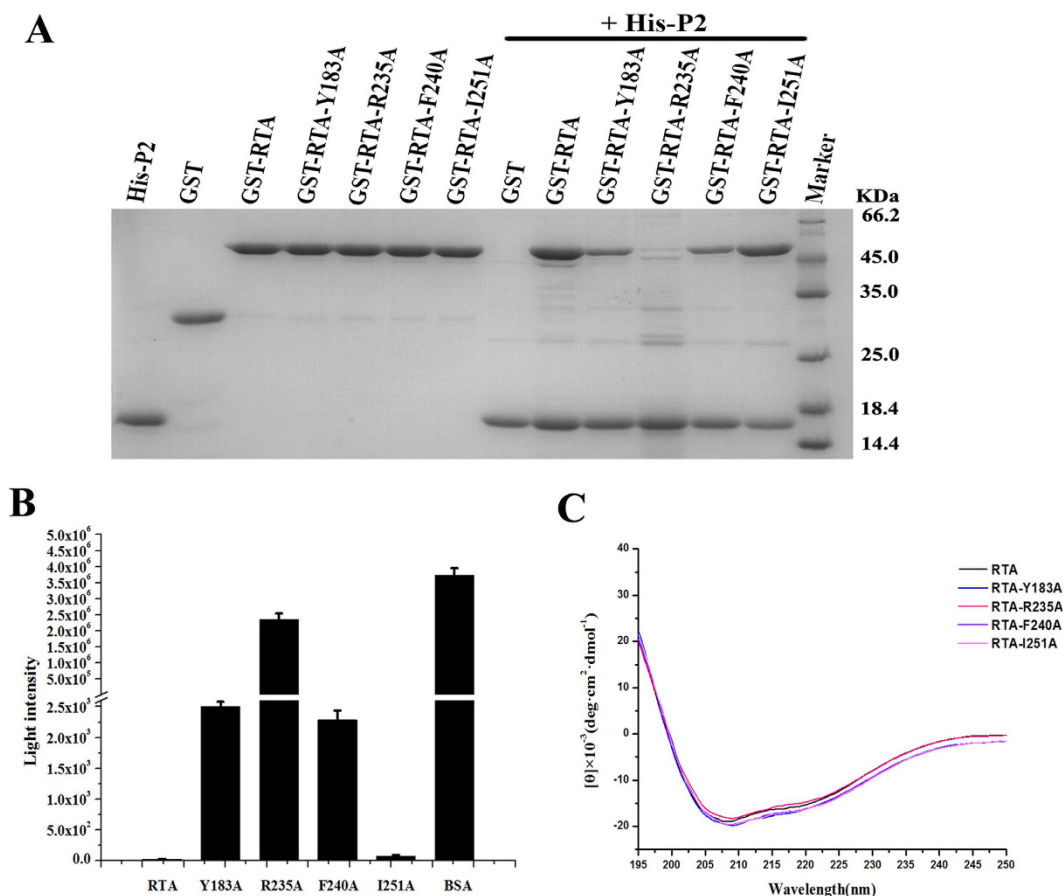 A
+ His-P2
His-P2
GST
GST-RTA
GST-RTA-Y183A
GST-RTA-R235A
GST-RTA-F240A
GST-RTA-I251A
GST
GST-RTA
GST-RTA-Y183A
GST-RTA-R235A
GST-RTA-F240A
GST-RTA-I251A
Marker
KDa
66.2
45.0
35.0
25.0
18.4
14.4
B
Light intensity
5.0x10⁶
4.5x10⁶
4.0x10⁶
3.5x10⁶
3.0x10⁶
2.5x10⁶
2.0x10⁶
1.5x10⁶
1.0x10⁶
5.0x10⁵
2.5x10³
2.0x10³
1.5x10³
1.0x10³
5.0x10²
0.0
RTA Y183A R235A F240A I251A BSA
C
[θ]×10⁻³(deg·cm²·dmol⁻¹)
40
30
20
10
0
-10
-20
-30
RTA
RTA-Y183A
RTA-R235A
RTA-F240A
RTA-I251A
195 200 205 210 215 220 225 230 235 240 245 250
Wavelength(nm)